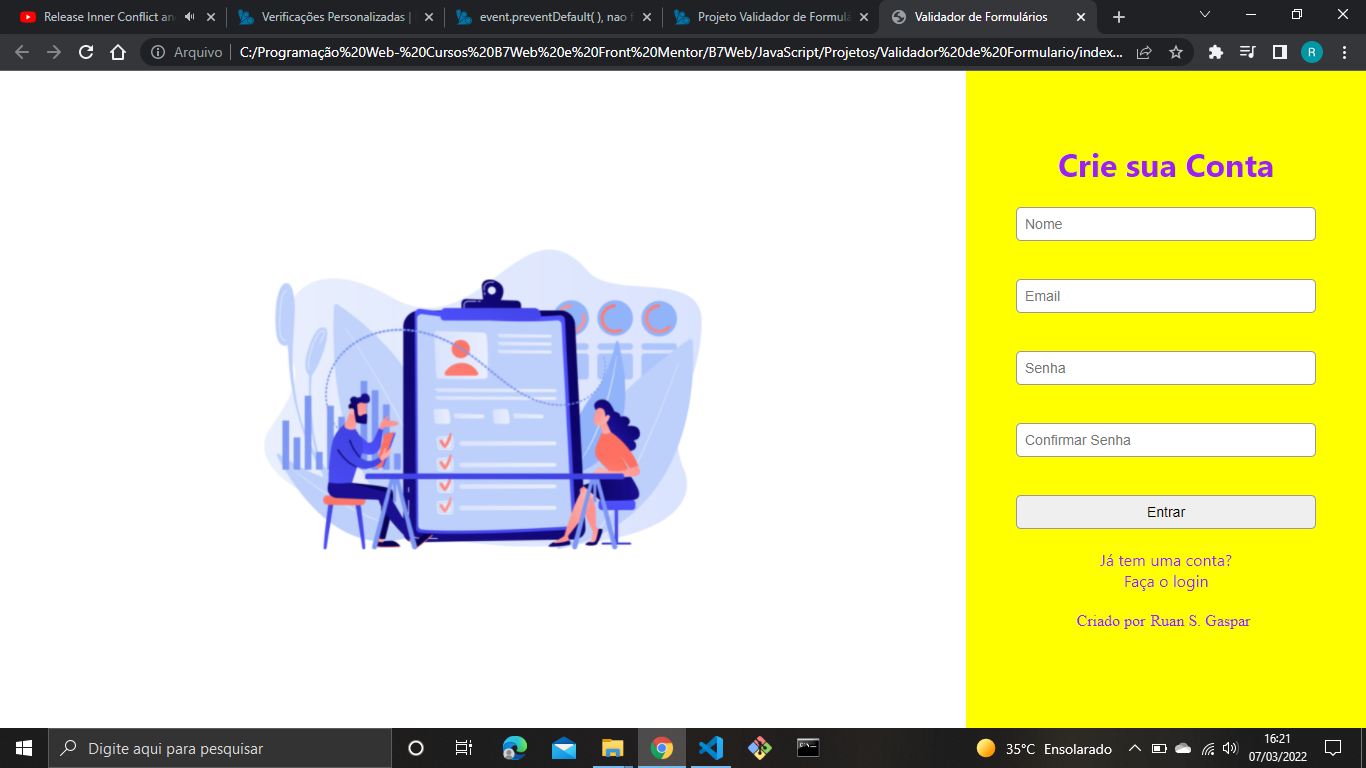 Release Inner Conflict an
Verificações Personalizadas |
event.preventDefault( ), nao f
Projeto Validador de Formulá
Validador de Formulários
Arquivo
C:/Programação%20Web-%20Cursos%20B7Web%20e%20Front%20Mentor/B7Web/JavaScript/Projetos/Validador%20de%20Formulario/index...
R
Crie sua Conta
Nome
Email
Senha
Confirmar Senha
Entrar
Já tem uma conta?
Faça o login
Criado por Ruan S. Gaspar
Digite aqui para pesquisar
35°C Ensolarado
16:21
07/03/2022